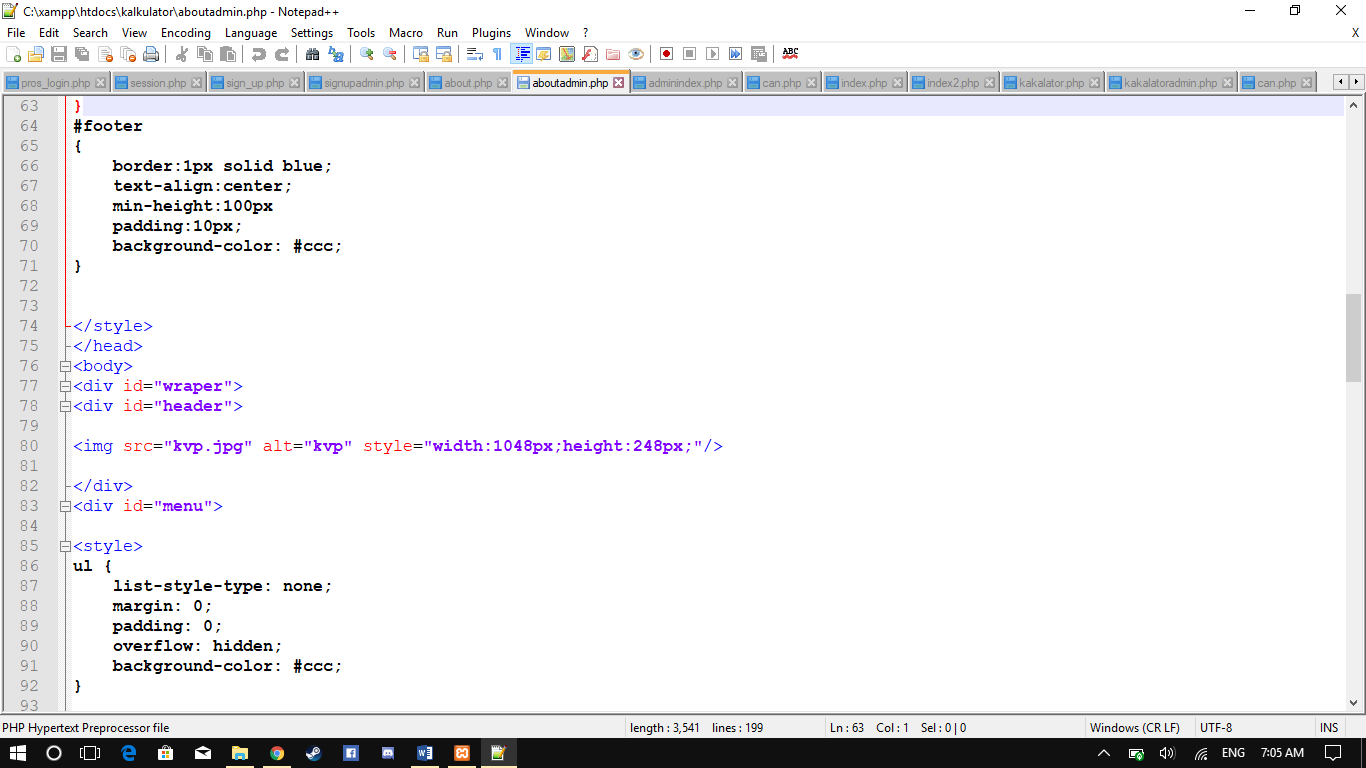 C:\xampp\htdocs\kalkulator\aboutadmin.php - Notepad++
File Edit Search View Encoding Language Settings Tools Macro Run Plugins Window ? X
ABC
pros_login.php session.php sign_up.php signupadmin.php about.php aboutadmin.php adminindex.php can.php index.php index2.php kakalator.php kakalatoradmin.php can.php
63 }
64 #footer
65 {
66 border:1px solid blue;
67 text-align:center;
68 min-height:100px
69 padding:10px;
70 background-color: #ccc;
71 }
72
73
74 </style>
75 </head>
76 <body>
77 <div id="wraper">
78 <div id="header">
79
80 <img src="kvp.jpg" alt="kvp" style="width:1048px;height:248px;"/>
81
82 </div>
83 <div id="menu">
84
85 <style>
86 ul {
87 list-style-type: none;
88 margin: 0;
89 padding: 0;
90 overflow: hidden;
91 background-color: #ccc;
92 }
93
PHP Hypertext Preprocessor file length : 3,541 lines : 199 Ln : 63 Col : 1 Sel : 0 | 0 Windows (CR LF) UTF-8 INS
ENG 7:05 AM